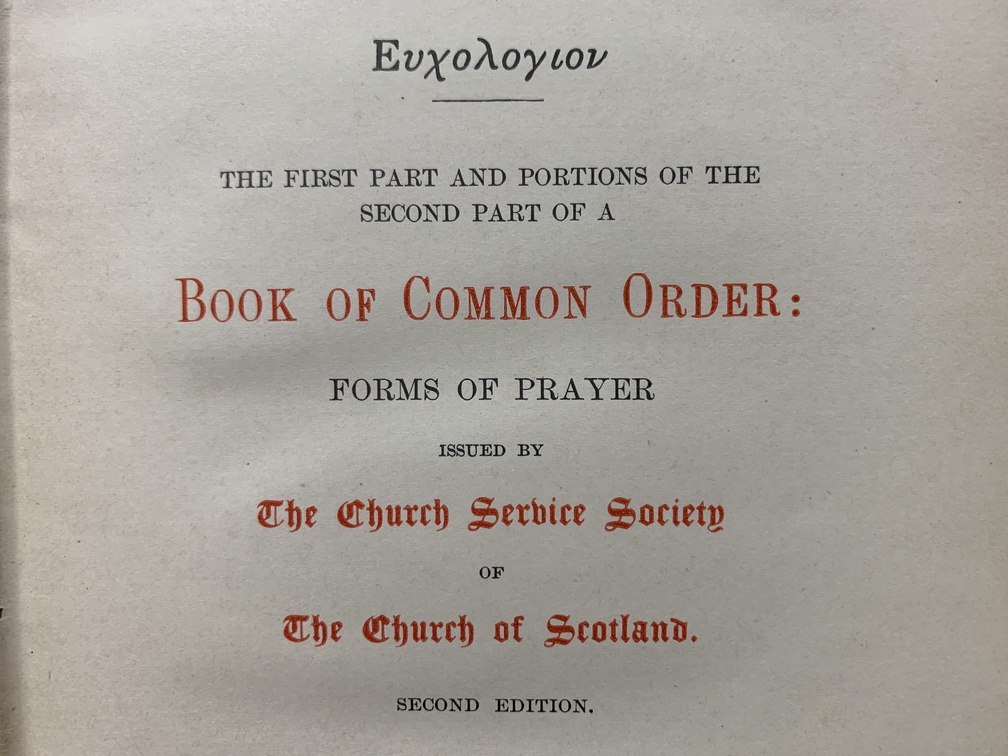 Ευχολογιον
THE FIRST PART AND PORTIONS OF THE
SECOND PART OF A
BOOK OF COMMON ORDER:
FORMS OF PRAYER
ISSUED BY
The Church Service Society
OF
The Church of Scotland.
SECOND EDITION.